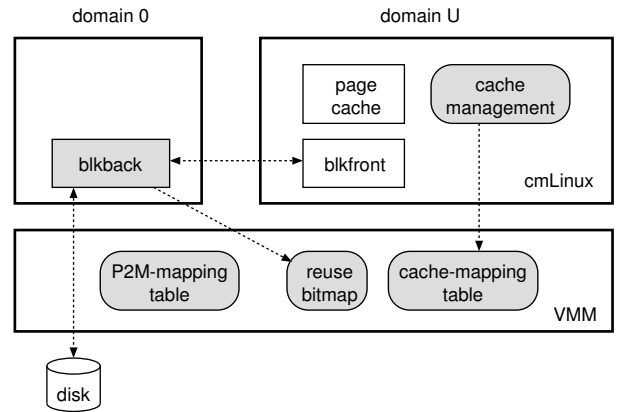 domain 0
domain U
page
cache
cache
management
blkback
blkfront
cmLinux
P2M-mapping
table
reuse
bitmap
cache-mapping
table
VMM
disk